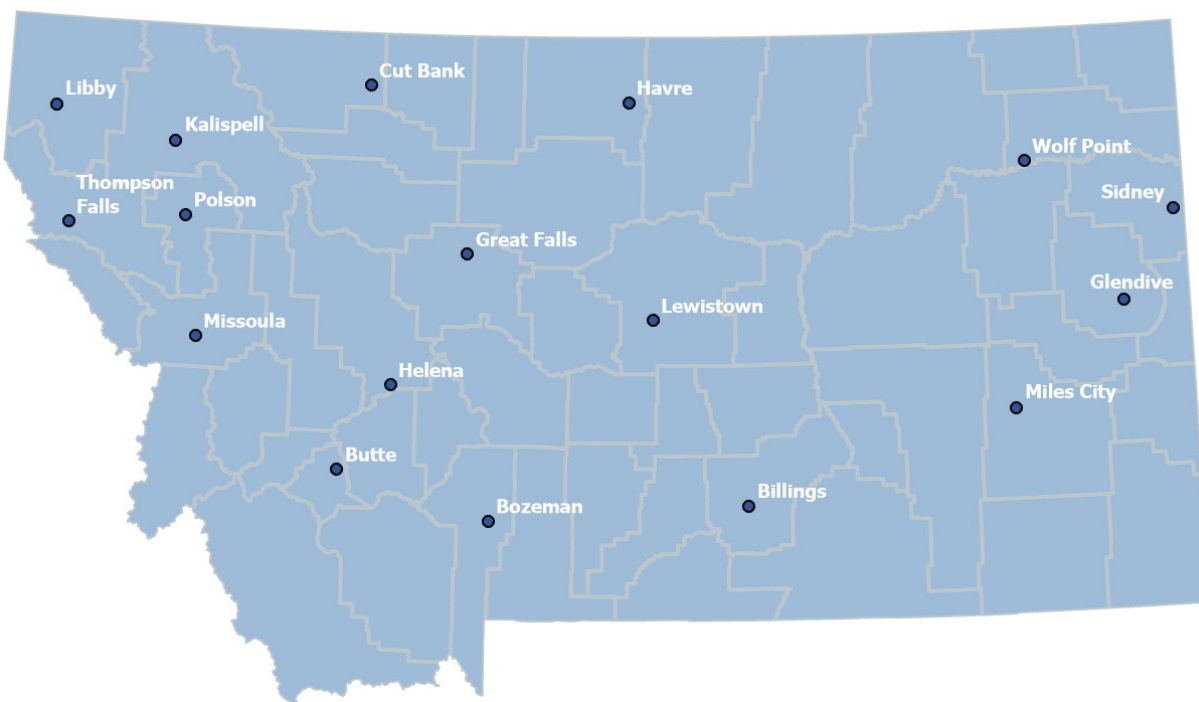 Cut Bank
Libby
Havre
Kalispell
Wolf Point
Thompson
Falls
Polson
Sidney
Great Falls
Glendive
Lewistown
Missoula
Helena
Miles City
Butte
Billings
Bozeman